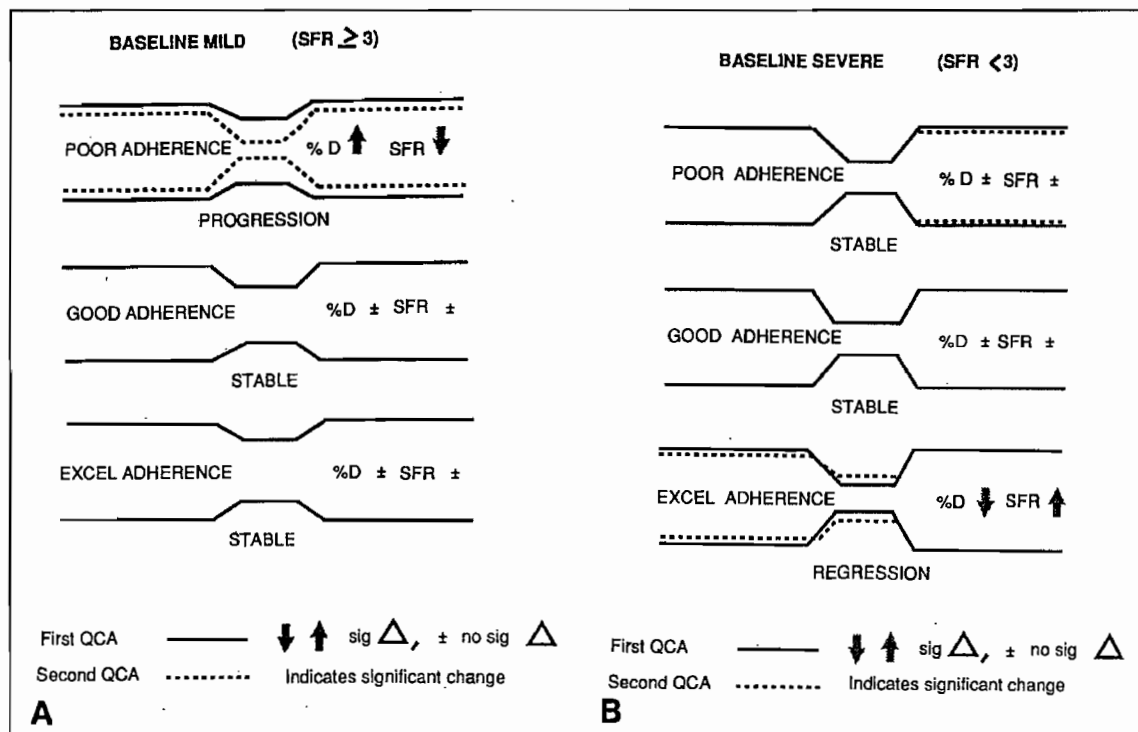 BASELINE MILD (SFR ≥ 3)
POOR ADHERENCE % D SFR
PROGRESSION
GOOD ADHERENCE %D ± SFR ±
STABLE
EXCEL ADHERENCE %D ± SFR ±
STABLE
First QCA sig △, ± no sig △
Second QCA Indicates significant change
A
BASELINE SEVERE (SFR < 3)
POOR ADHERENCE % D ± SFR ±
STABLE
GOOD ADHERENCE %D ± SFR ±
STABLE
EXCEL ADHERENCE %D SFR
REGRESSION
First QCA sig △, ± no sig △
Second QCA Indicates significant change
B